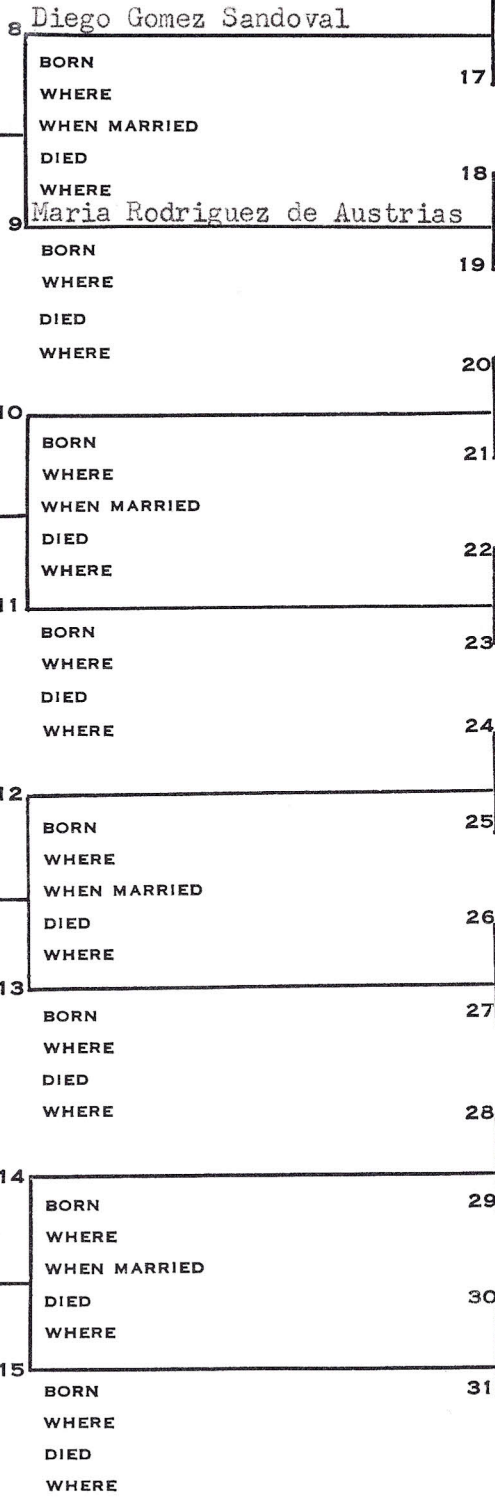 8 Diego Gomez Sandoval
BORN
17
WHERE
WHEN MARRIED
DIED
18
WHERE
9 Maria Rodriguez de Austrias
BORN
19
WHERE
DIED
WHERE
20
10
BORN
21
WHERE
WHEN MARRIED
DIED
22
WHERE
11
BORN
23
WHERE
DIED
24
WHERE
12
BORN
25
WHERE
WHEN MARRIED
DIED
26
WHERE
13
BORN
27
WHERE
DIED
WHERE
28
14
BORN
29
WHERE
WHEN MARRIED
DIED
30
WHERE
15
BORN
31
WHERE
DIED
WHERE